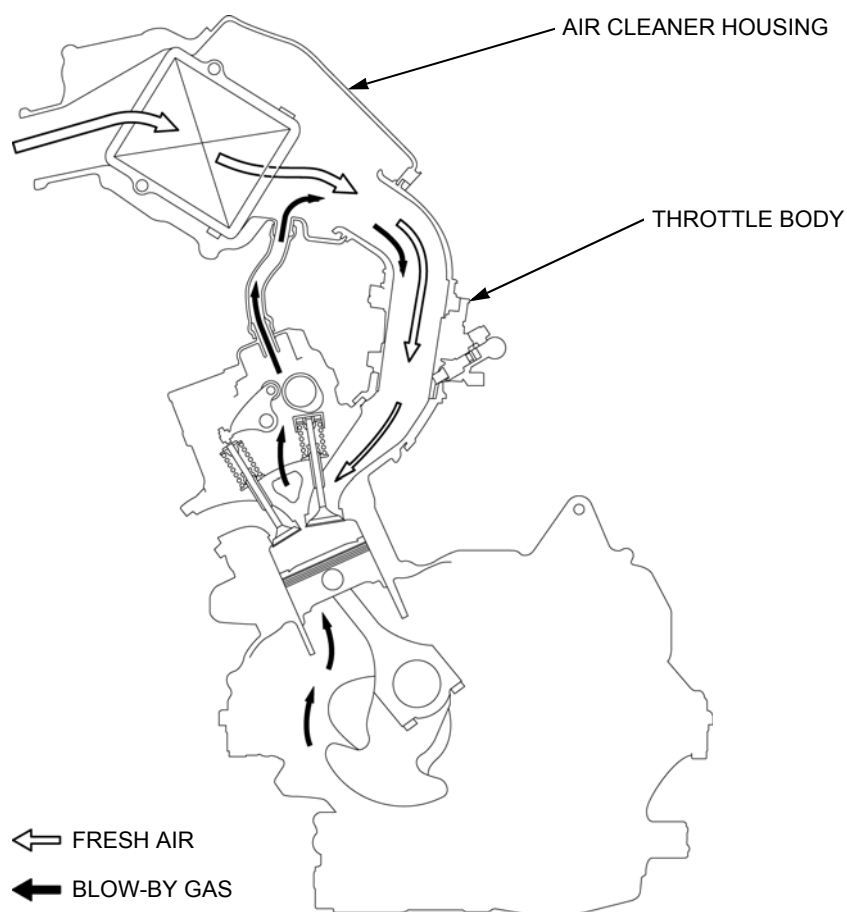 AIR CLEANER HOUSING
THROTTLE BODY
FRESH AIR
BLOW-BY GAS